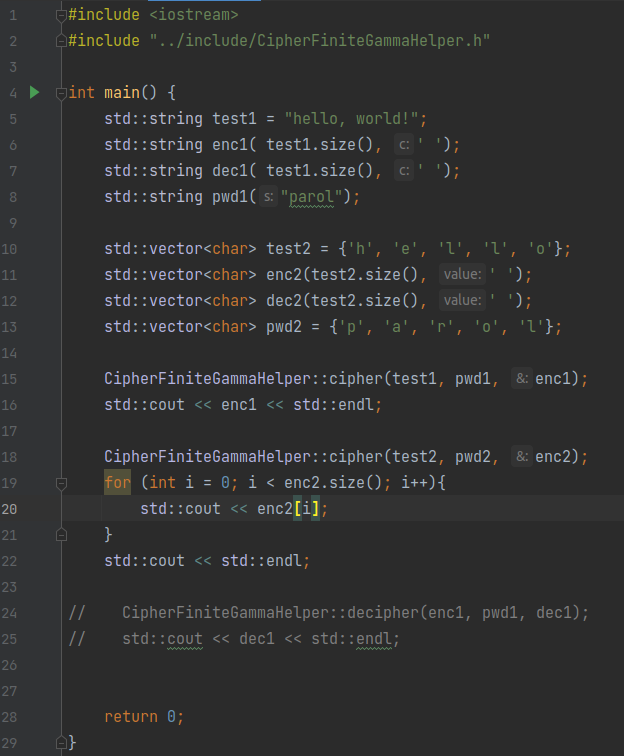 1 #include <iostream>
2 #include "../include/CipherFiniteGammaHelper.h"
3
4 int main() {
5 std::string test1 = "hello, world!";
6 std::string enc1( test1.size(), c: ' ');
7 std::string dec1( test1.size(), c: ' ');
8 std::string pwd1( s: "parol");
9
10 std::vector<char> test2 = {'h', 'e', 'l', 'l', 'o'};
11 std::vector<char> enc2(test2.size(), value: ' ');
12 std::vector<char> dec2(test2.size(), value: ' ');
13 std::vector<char> pwd2 = {'p', 'a', 'r', 'o', 'l'};
14
15 CipherFiniteGammaHelper::cipher(test1, pwd1, &: enc1);
16 std::cout << enc1 << std::endl;
17
18 CipherFiniteGammaHelper::cipher(test2, pwd2, &: enc2);
19 for (int i = 0; i < enc2.size(); i++){
20 std::cout << enc2[i];
21 }
22 std::cout << std::endl;
23
24 // CipherFiniteGammaHelper::decipher(enc1, pwd1, dec1);
25 // std::cout << dec1 << std::endl;
26
27
28 return 0;
29 }